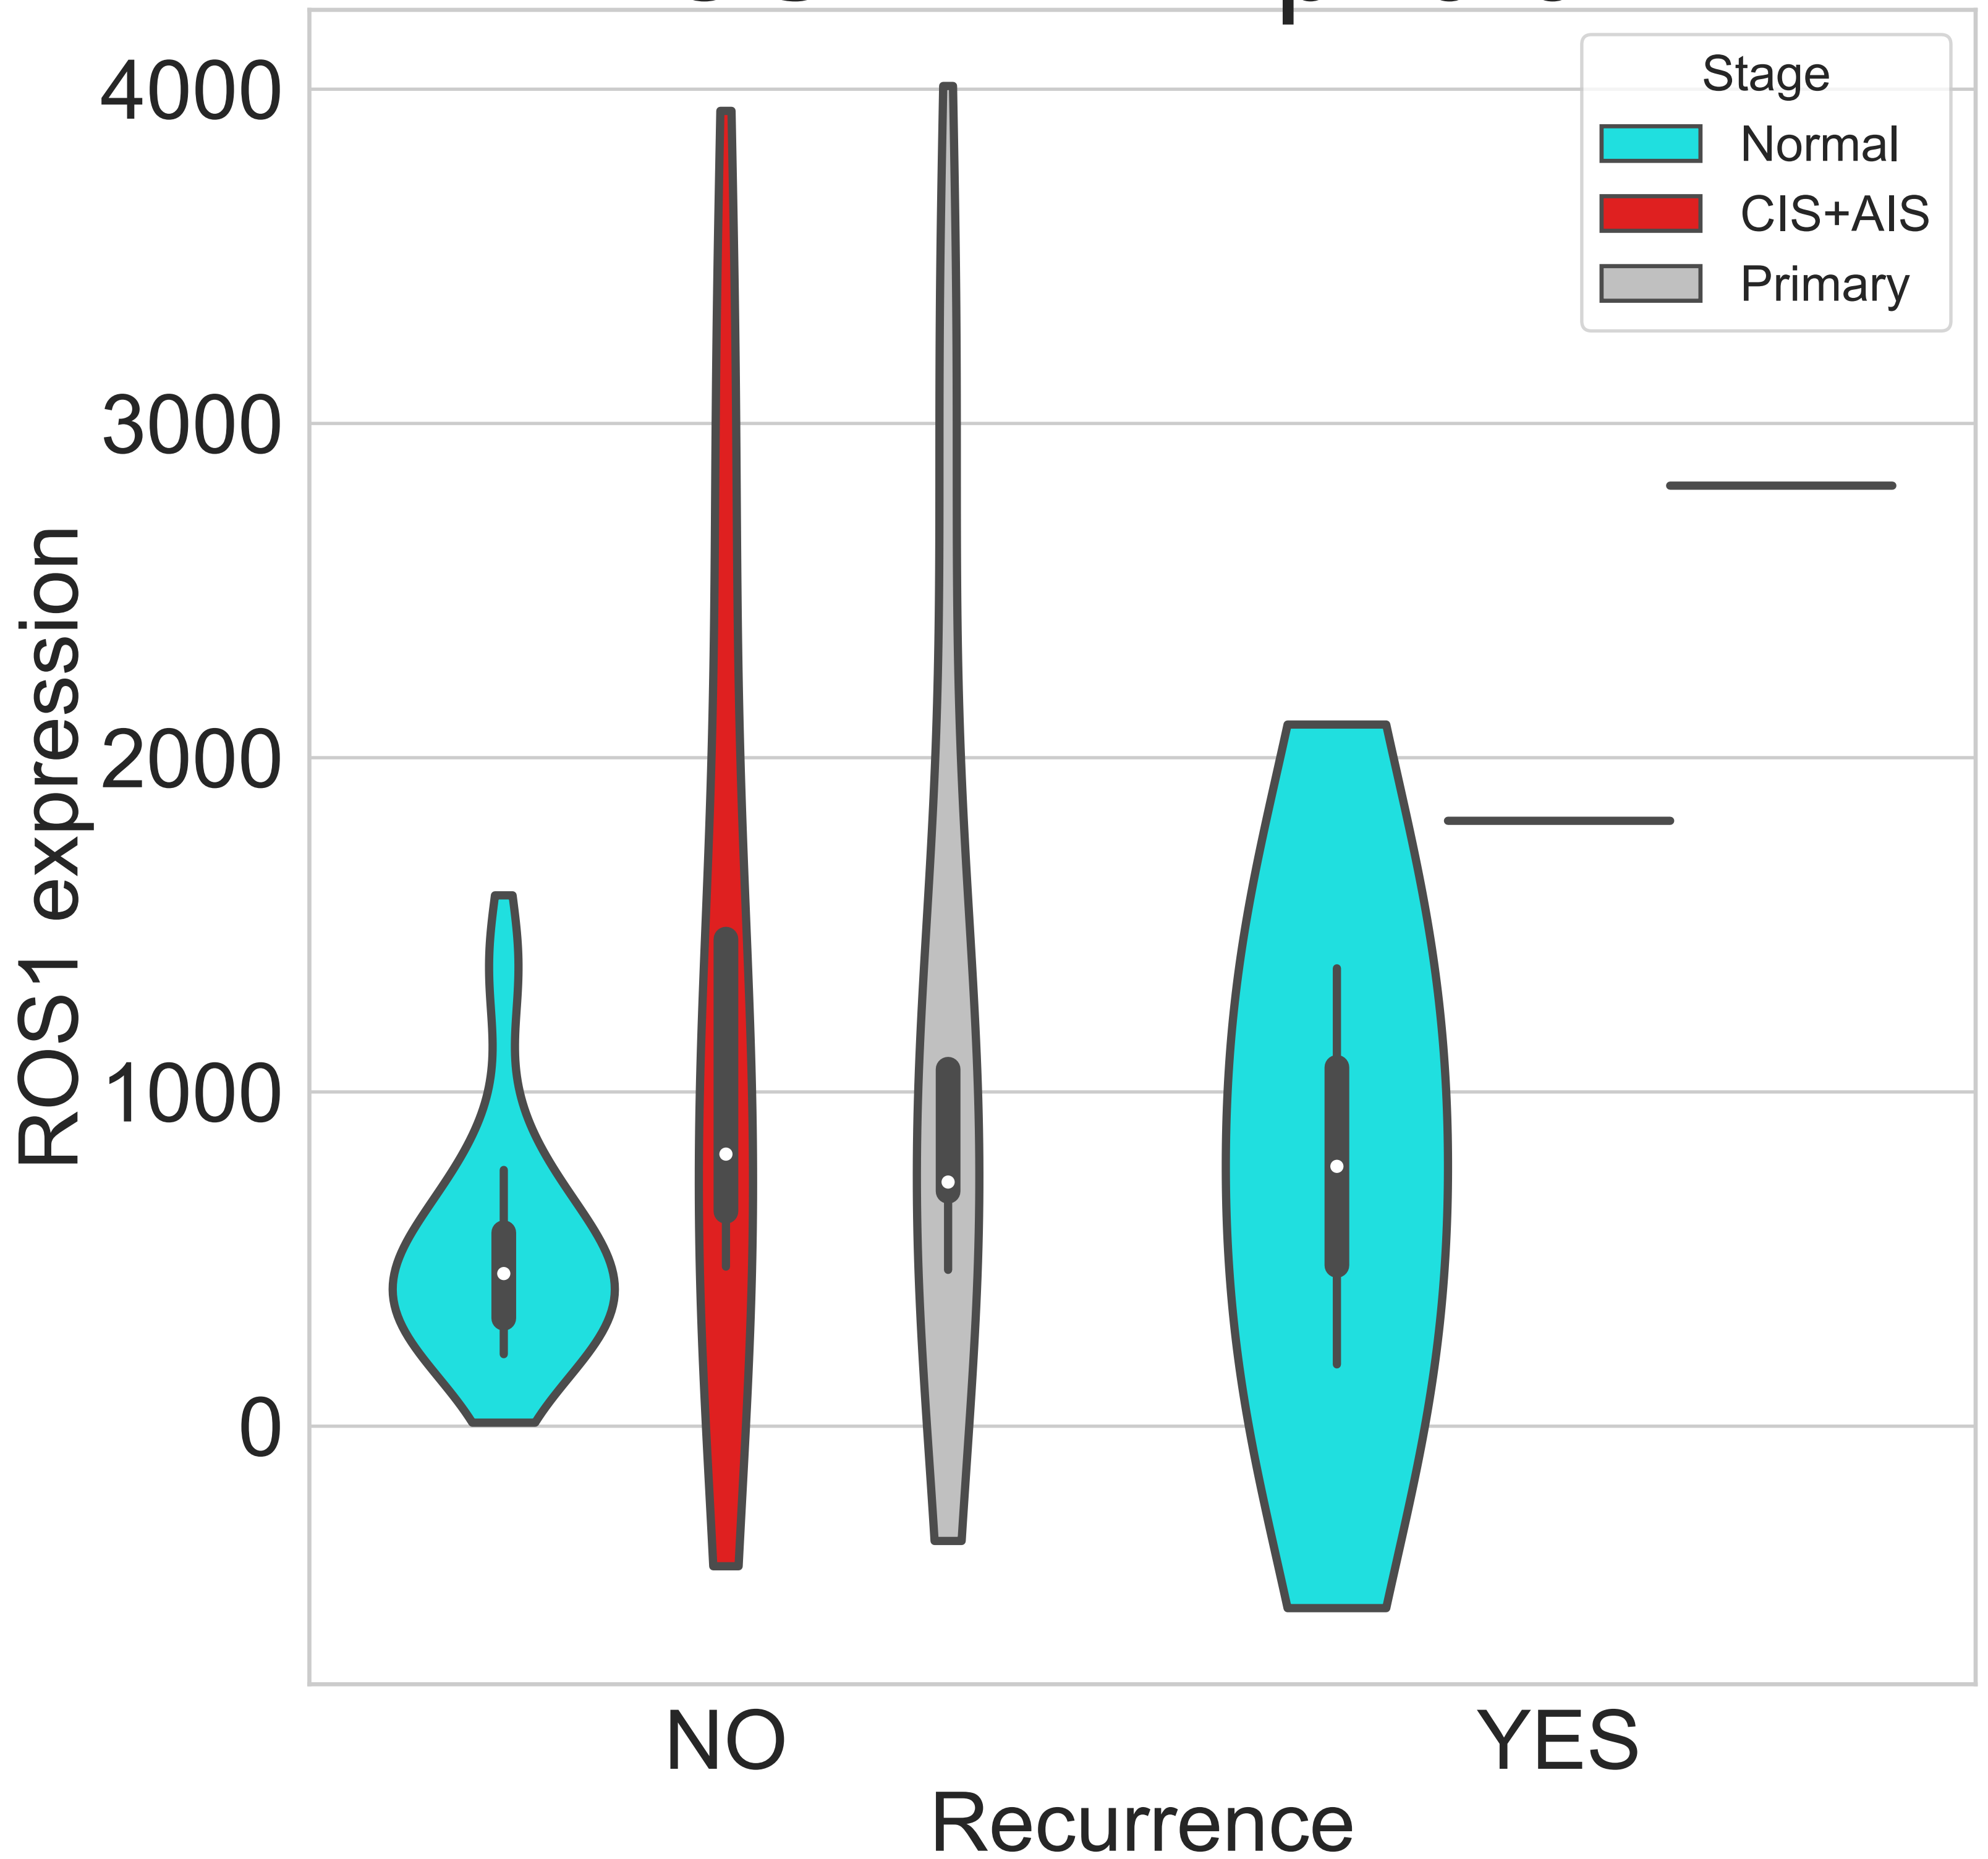 4000
3000
2000
1000
0
ROS1 expression
Stage
Normal
CIS+AIS
Primary
NO
YES
Recurrence